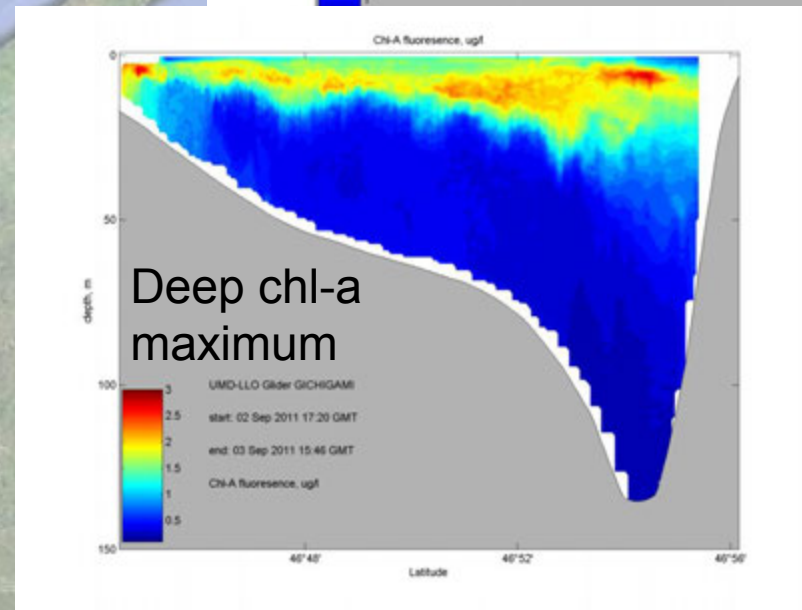 Chl-A fluoresence, ug/l
0
50
100
150
depth, m
Deep chl-a
maximum
3
2.5
2
1.5
1
0.5
UMD-LLO Glider GICHIGAMI
start: 02 Sep 2011 17:20 GMT
end: 03 Sep 2011 15:46 GMT
Chl-A fluoresence, ug/l
46°48'
46°52'
46°56'
Latitude